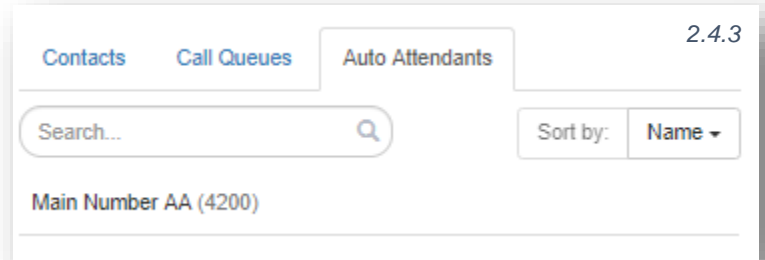 2.4.3
Contacts Call Queues Auto Attendants
Search... Sort by: Name
Main Number AA (4200)